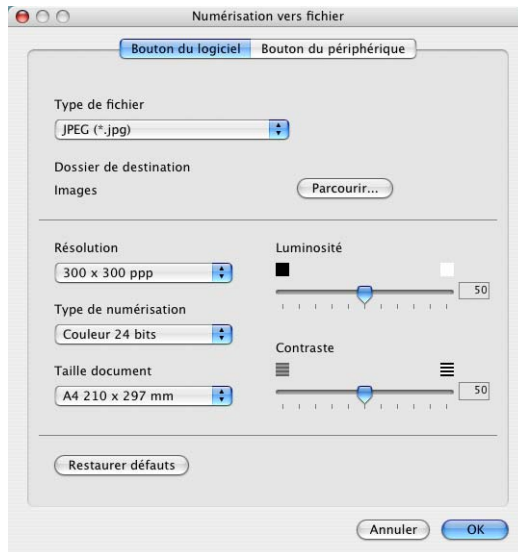 Numérisation vers fichier
Bouton du logiciel Bouton du périphérique
Type de fichier
JPEG (*.jpg)
Dossier de destination
Images
Parcourir...
Résolution
300 x 300 ppp
Type de numérisation
Couleur 24 bits
Taille document
A4 210 x 297 mm
Luminosité
50
Contraste
50
Restaurer défauts
Annuler
OK